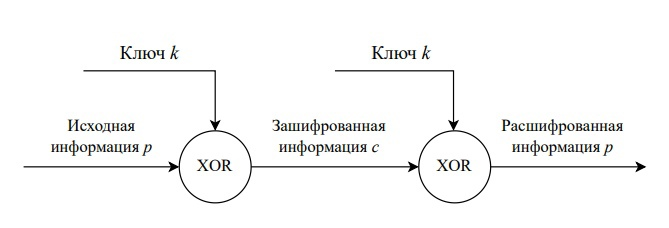 Ключ k
Ключ k
Исходная
информация p
Зашифрованная
информация c
Расшифрованная
информация p
XOR
XOR